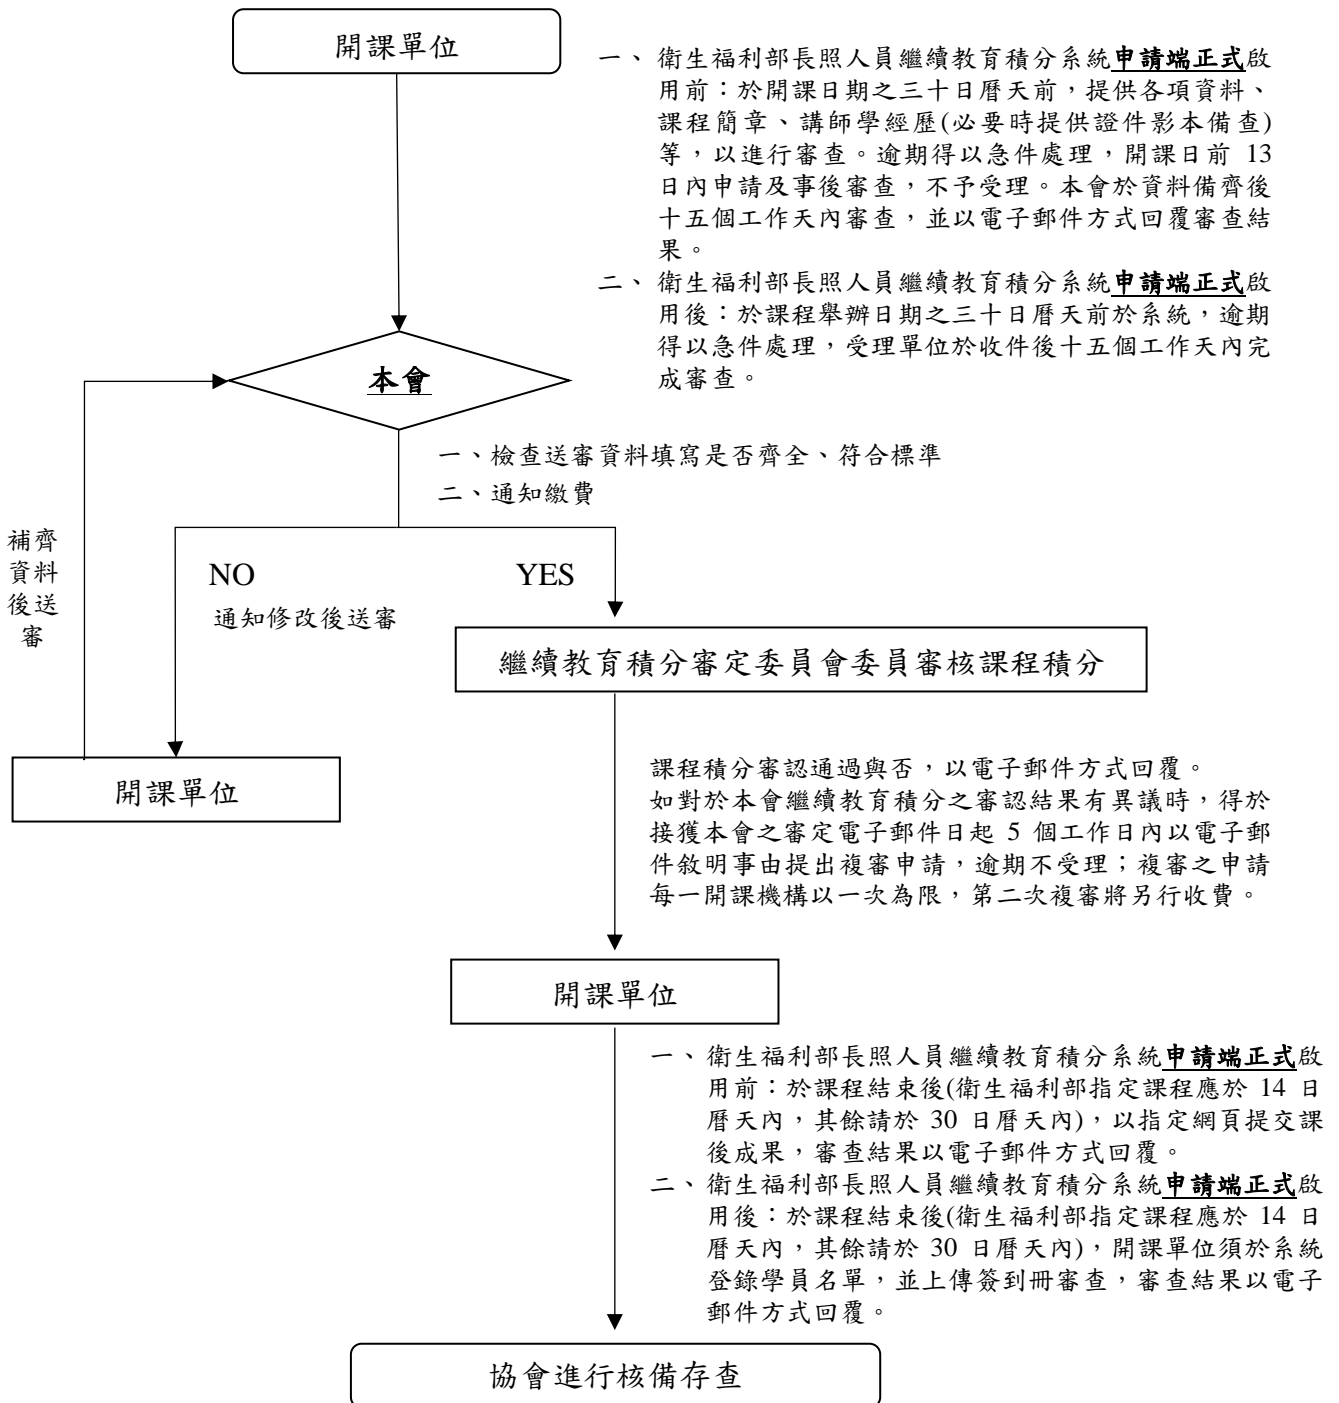 開課單位
一、衛生福利部長照人員繼續教育積分系統申請端正式啟
用前：於開課日期之三十日曆天前，提供各項資料、
課程簡章、講師學經歷(必要時提供證件影本備查)
等，以進行審查。逾期得以急件處理，開課日前 13
日內申請及事後審查，不予受理。本會於資料備齊後
十五個工作天內審查，並以電子郵件方式回覆審查結
果。
二、衛生福利部長照人員繼續教育積分系統申請端正式啟
用後：於課程舉辦日期之三十日曆天前於系統，逾期
得以急件處理，受理單位於收件後十五個工作天內完
成審查。
本會
一、檢查送審資料填寫是否齊全、符合標準
二、通知繳費
補齊
資料
後送
審
NO
YES
通知修改後送審
繼續教育積分審定委員會委員審核課程積分
開課單位
課程積分審認通過與否，以電子郵件方式回覆。
如對於本會繼續教育積分之審認結果有異議時，得於
接獲本會之審定電子郵件日起 5 個工作日內以電子郵
件敘明事由提出複審申請，逾期不受理；複審之申請
每一開課機構以一次為限，第二次複審將另行收費。
開課單位
一、衛生福利部長照人員繼續教育積分系統申請端正式啟
用前：於課程結束後(衛生福利部指定課程應於 14 日
曆天內，其餘請於 30 日曆天內)，以指定網頁提交課
後成果，審查結果以電子郵件方式回覆。
二、衛生福利部長照人員繼續教育積分系統申請端正式啟
用後：於課程結束後(衛生福利部指定課程應於 14 日
曆天內，其餘請於 30 日曆天內)，開課單位須於系統
登錄學員名單，並上傳簽到冊審查，審查結果以電子
郵件方式回覆。
協會進行核備存查